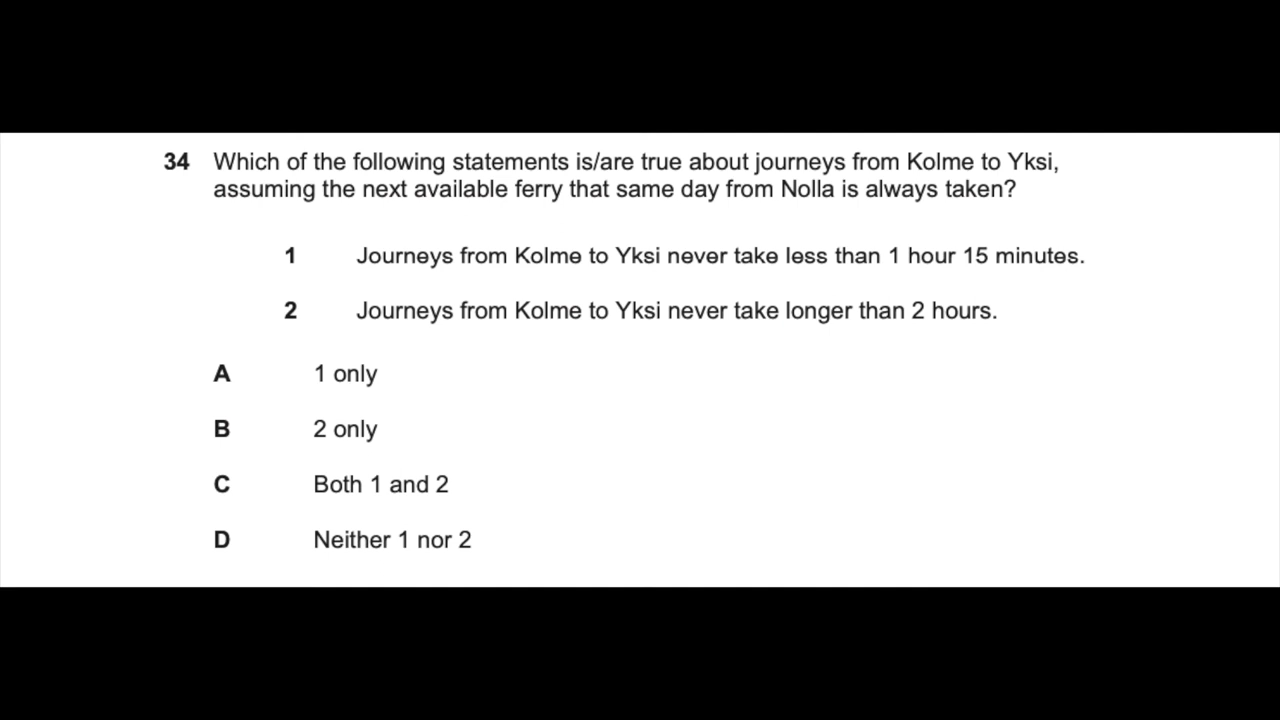 34 Which of the following statements is/are true about journeys from Kolme to Yksi,
assuming the next available ferry that same day from Nolla is always taken?
1 Journeys from Kolme to Yksi never take less than 1 hour 15 minutes.
2 Journeys from Kolme to Yksi never take longer than 2 hours.
A 1 only
B 2 only
C Both 1 and 2
D Neither 1 nor 2